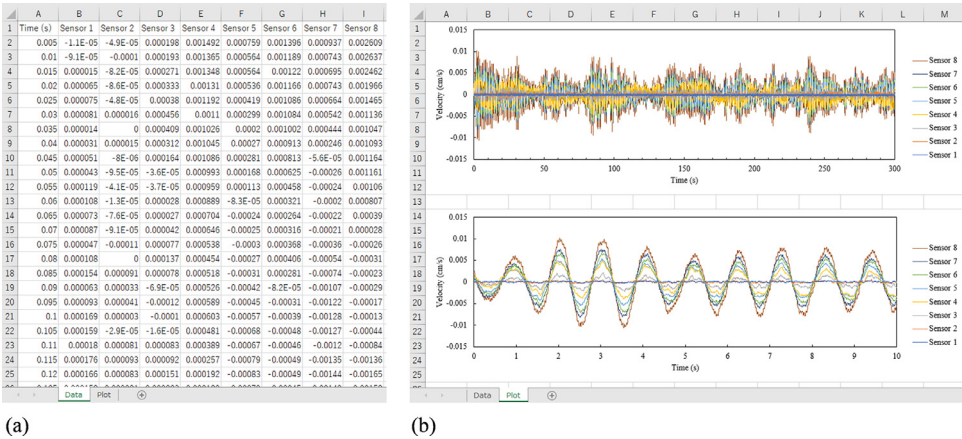 A B C D E F G H I
1 Time (s) Sensor 1 Sensor 2 Sensor 3 Sensor 4 Sensor 5 Sensor 6 Sensor 7 Sensor 8
2 0.005 -1.1E-05 -4.9E-05 0.000198 0.001492 0.000759 0.001396 0.000937 0.002609
3 0.01 -9.1E-05 -0.0001 0.000193 0.001365 0.000564 0.001189 0.000743 0.002637
4 0.015 0.000015 -8.2E-05 0.000271 0.001348 0.000564 0.00122 0.000695 0.002462
5 0.02 0.000065 -8.6E-05 0.000333 0.00131 0.000536 0.001166 0.000743 0.001966
6 0.025 0.000075 -4.8E-05 0.00038 0.001192 0.000419 0.001086 0.000664 0.001465
7 0.03 0.000081 0.000016 0.000456 0.0011 0.000299 0.001084 0.000542 0.001136
8 0.035 0.000014 0 0.000409 0.001026 0.0002 0.001002 0.000444 0.001047
9 0.04 0.000031 0.000015 0.000312 0.001045 0.00027 0.000913 0.000246 0.001093
10 0.045 0.000051 -8E-06 0.000164 0.001086 0.000281 0.000813 -5.6E-05 0.001164
11 0.05 0.000043 -9.5E-05 -3.6E-05 0.000993 0.000168 0.000625 -0.00026 0.001161
12 0.055 0.000119 -4.1E-05 -3.7E-05 0.000959 0.000113 0.000458 -0.00024 0.00106
13 0.06 0.000108 -1.3E-05 0.000028 0.000889 -8.3E-05 0.000321 -0.0002 0.000807
14 0.065 0.000073 -7.6E-05 0.000027 0.000704 -0.00024 0.000264 -0.00022 0.00039
15 0.07 0.000087 -9.1E-05 0.000042 0.000646 -0.00025 0.000316 -0.00021 0.000028
16 0.075 0.000047 -0.00011 0.000077 0.000538 -0.0003 0.000368 -0.00036 -0.00026
17 0.08 0.000108 0 0.000137 0.000454 -0.00027 0.000406 -0.00054 -0.00031
18 0.085 0.000154 0.000091 0.000078 0.000518 -0.00031 0.000281 -0.00074 -0.00023
19 0.09 0.000083 0.000033 -6.9E-05 0.000526 -0.00042 -8.2E-05 -0.00107 -0.00029
20 0.095 0.000093 0.000041 -0.00012 0.000589 -0.00045 -0.00031 -0.00122 -0.00017
21 0.1 0.000169 0.000003 -0.0001 0.000603 -0.00057 -0.00039 -0.00128 -0.00013
22 0.105 0.000159 -2.9E-05 -1.6E-05 0.000481 -0.00068 -0.00048 -0.00127 -0.00044
23 0.11 0.00018 0.000081 0.000083 0.000389 -0.00067 -0.00046 -0.0012 -0.00084
24 0.115 0.000176 0.000093 0.000092 0.000257 -0.00079 -0.00049 -0.00135 -0.00136
25 0.12 0.000166 0.000083 0.000151 0.000192 -0.00083 -0.00049 -0.00144 -0.00165
Data Plot
(a)
A B C D E F G H I J K L M
1
2
3
4
5
6
7
8
9
10
11
12
13
14
15
16
17
18
19
20
21
22
23
24
25
0.015
0.01
0.005
0
-0.005
-0.01
-0.015
Velocity (cm/s)
0 50 100 150 200 250 300
Time (s)
Sensor 8
Sensor 7
Sensor 6
Sensor 5
Sensor 4
Sensor 3
Sensor 2
Sensor 1
0.015
0.01
0.005
0
-0.005
-0.01
-0.015
Velocity (cm/s)
0 1 2 3 4 5 6 7 8 9 10
Time (s)
Sensor 8
Sensor 7
Sensor 6
Sensor 5
Sensor 4
Sensor 3
Sensor 2
Sensor 1
Data Plot
(b)